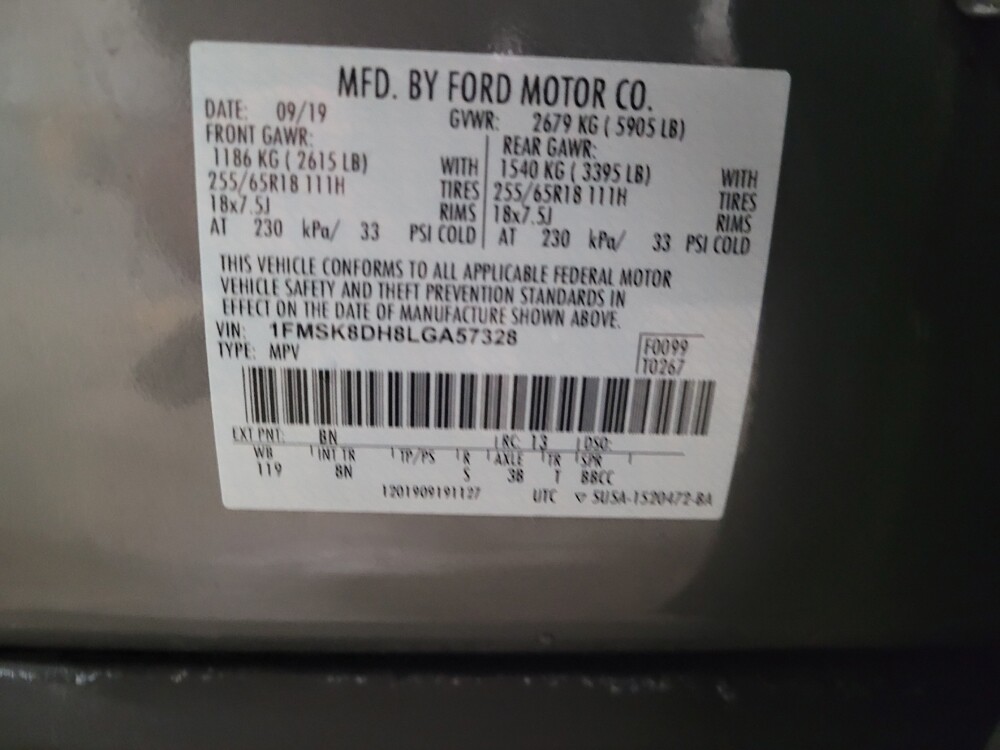 MFD. BY FORD MOTOR CO.
DATE: 09/19 GVWR: 2679 KG ( 5905 LB)
FRONT GAWR: REAR GAWR:
1186 KG ( 2615 LB) WITH 1540 KG ( 3395 LB) WITH
255/65R18 111H TIRES 255/65R18 111H TIRES
18x7.5J RIMS 18x7.5J RIMS
AT 230 kPa/ 33 PSI COLD AT 230 kPa/ 33 PSI COLD
THIS VEHICLE CONFORMS TO ALL APPLICABLE FEDERAL MOTOR
VEHICLE SAFETY AND THEFT PREVENTION STANDARDS IN
EFFECT ON THE DATE OF MANUFACTURE SHOWN ABOVE.
VIN: 1FMSK8DH8LGA57328
TYPE: MPV
F0099
T0267
EXT PNT: BN RC: 13 DSO:
WB INT TR TP/PS R AXLE TR SPR
119 8N S 3B T BBCC
1201909191127 UTC ▽ SU5A-1520472-BA